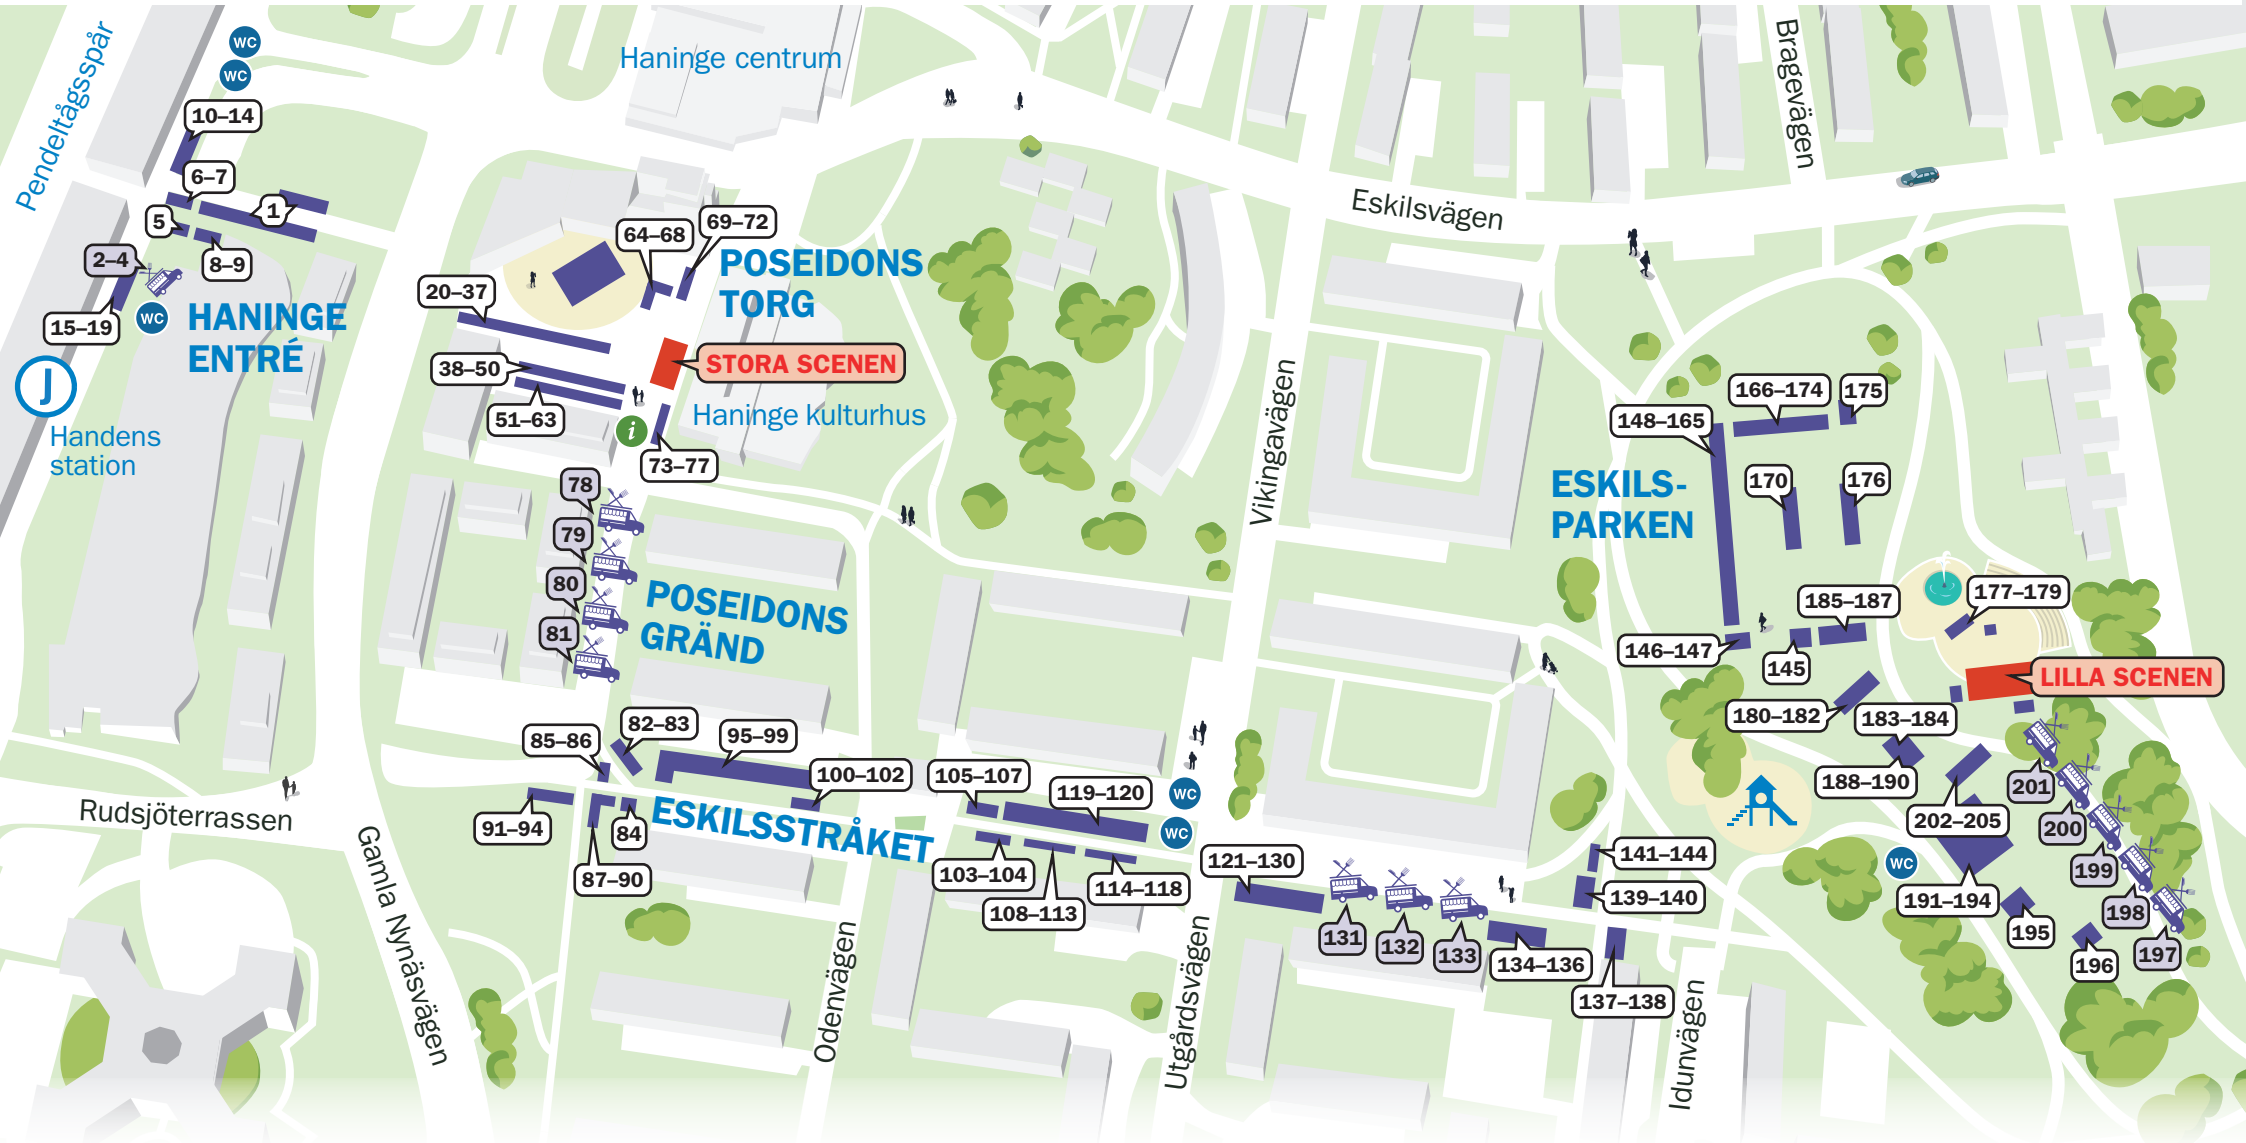 Pendeltågsspår
WC
WC
10–14
6–7
1
5
8–9
2–4
15–19
WC
HANINGE
ENTRÉ
J
Handens
station
Haninge centrum
20–37
38–50
51–63
64–68
69–72
POSEIDONS
TORG
STORA SCENEN
Haninge kulturhus
i
73–77
78
79
80
81
POSEIDONS
GRÄND
82–83
85–86
95–99
100–102
91–94
84
87–90
ESKILSSTRÅKET
105–107
119–120
103–104
108–113
114–118
WC
WC
Rudsjöterrassen
Gamla Nynäsvägen
Odenvägen
Utgårdsvägen
Vikingavägen
Eskilsvägen
Bragevägen
Idunvägen
121–130
131
132
133
134–136
137–138
139–140
141–144
ESKILS-
PARKEN
148–165
166–174
175
170
176
146–147
145
185–187
177–179
LILLA SCENEN
180–182
183–184
188–190
202–205
191–194
195
196
WC
201
200
199
198
197